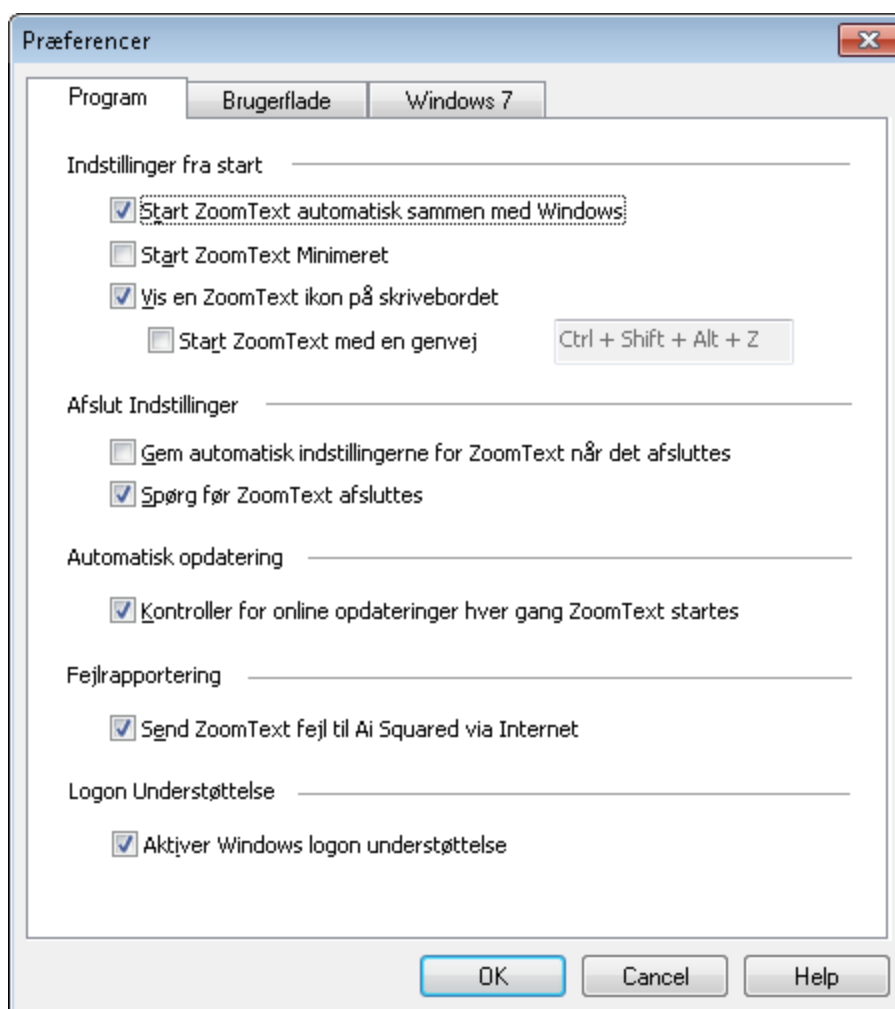 Præferencer
Program Brugerflade Windows 7
Indstillinger fra start
Start ZoomText automatisk sammen med Windows
Start ZoomText Minimeret
Vis en ZoomText ikon på skrivebordet
Start ZoomText med en genvej Ctrl + Shift + Alt + Z
Afslut Indstillinger
Gem automatisk indstillingerne for ZoomText når det afsluttes
Spørg før ZoomText afsluttes
Automatisk opdatering
Kontroller for online opdateringer hver gang ZoomText startes
Fejlrapportering
Send ZoomText fejl til Ai Squared via Internet
Logon Understøttelse
Aktiver Windows logon understøttelse
OK Cancel Help